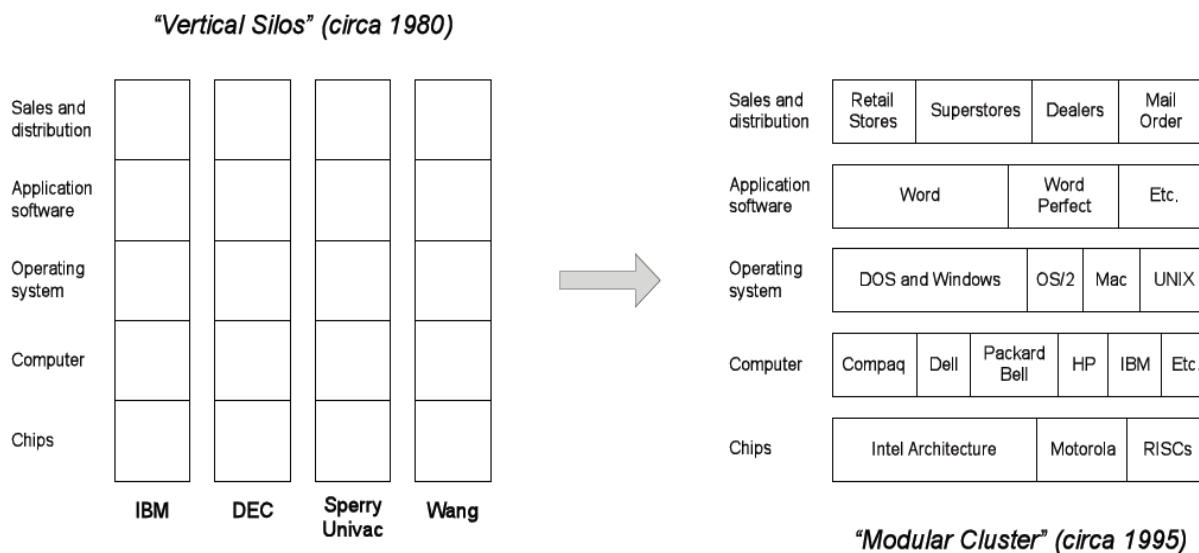 “Vertical Silos” (circa 1980)
Sales and
distribution
Application
software
Operating
system
Computer
Chips
IBM
DEC
Sperry
Univac
Wang
Sales and
distribution
Retail
Stores
Superstores
Dealers
Mail
Order
Application
software
Word
Word
Perfect
Etc.
Operating
system
DOS and Windows
OS/2
Mac
UNIX
Computer
Compaq
Dell
Packard
Bell
HP
IBM
Etc.
Chips
Intel Architecture
Motorola
RISCs
“Modular Cluster” (circa 1995)